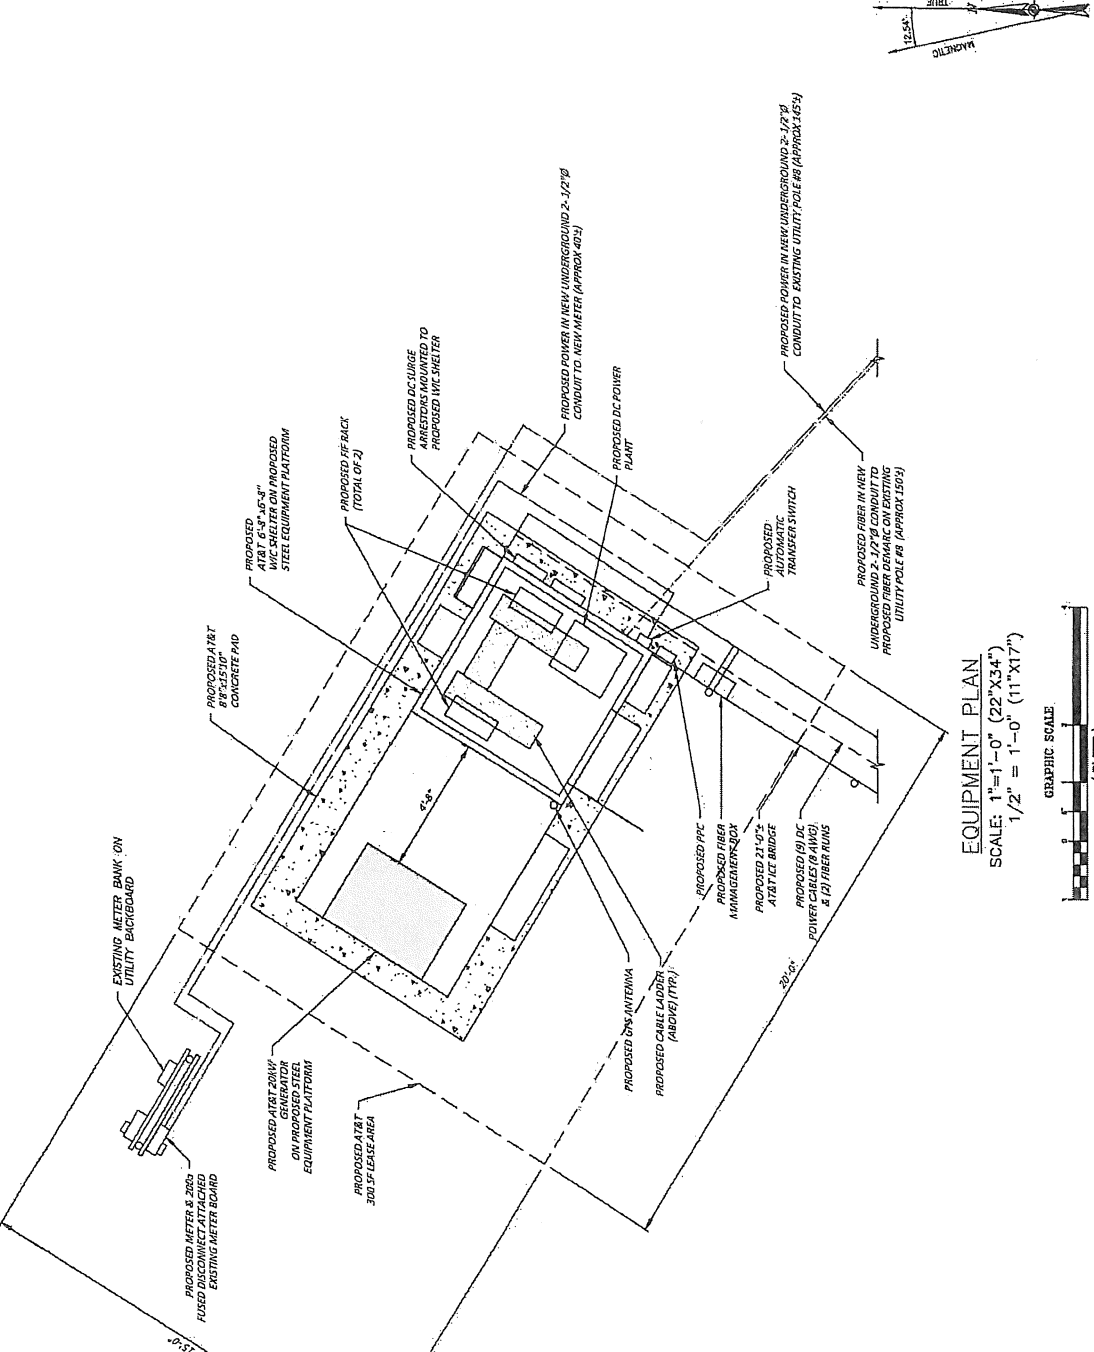 TRUE
N
12.54°
MAGNETIC
PROPOSED POWER IN NEW UNDERGROUND 2-1/2"Ø
CONDUIT TO EXISTING UTILITY POLE #8 (APPROX 145'±)
PROPOSED POWER IN NEW UNDERGROUND 2-1/2"Ø
CONDUIT TO NEW METER (APPROX 40'±)
PROPOSED DC SURGE
ARRESTORS MOUNTED TO
PROPOSED WIC SHELTER
PROPOSED DC POWER
PLANT
PROPOSED FIF RACK
(TOTAL OF 2)
PROPOSED
AT&T 6'-8"x6'-8"
WIC SHELTER ON PROPOSED
STEEL EQUIPMENT PLATFORM
PROPOSED FIBER IN NEW
UNDERGROUND 2-1/2"Ø CONDUIT TO
PROPOSED FIBER DEMARC ON EXISTING
UTILITY POLE #8 (APPROX 150'±)
PROPOSED
AUTOMATIC
TRANSFER SWITCH
PROPOSED AT&T
8'8"x15'10"
CONCRETE PAD
4'-8"
EXISTING METER BANK ON
UTILITY BACKBOARD
PROPOSED PPC
PROPOSED FIBER
MANAGEMENT BOX
PROPOSED 21'-0"±
AT&T ICE BRIDGE
PROPOSED (9) DC
POWER CABLES (8 AWG)
& (2) FIBER RUNS
20'-0"
PROPOSED GPS ANTENNA
PROPOSED CABLE LADDER
(ABOVE) (TYP.)
PROPOSED AT&T 20KW
GENERATOR
ON PROPOSED STEEL
EQUIPMENT PLATFORM
PROPOSED AT&T
300 SF LEASE AREA
PROPOSED METER & 200a
FUSED DISCONNECT ATTACHED
EXISTING METER BOARD
15'-0"
EQUIPMENT PLAN
SCALE: 1"=1'-0" (22"X34")
1/2" = 1'-0" (11"X17")
GRAPHIC SCALE